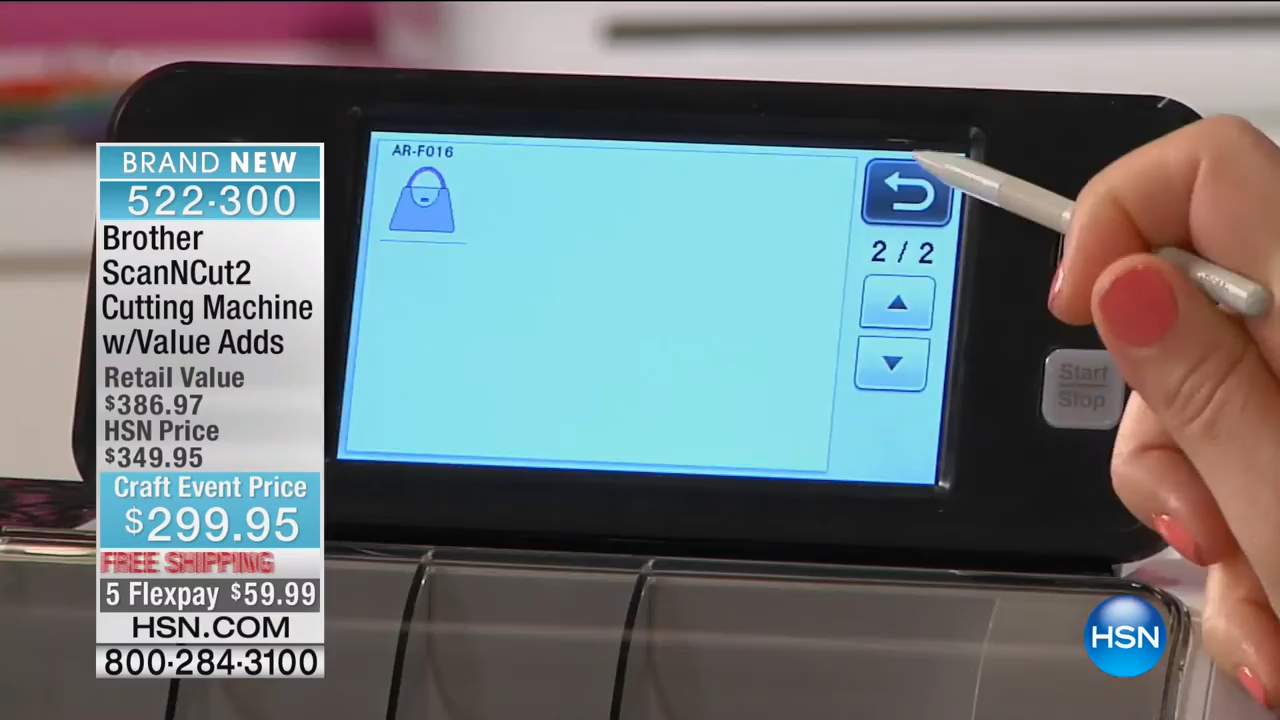 BRAND NEW
522-300
Brother
ScanNCut2
Cutting Machine
w/Value Adds
Retail Value
$386.97
HSN Price
$349.95
Craft Event Price
$299.95
FREE SHIPPING
5 Flexpay $59.99
HSN.COM
800-284-3100
AR-F016
2 / 2
Start
Stop
HSN